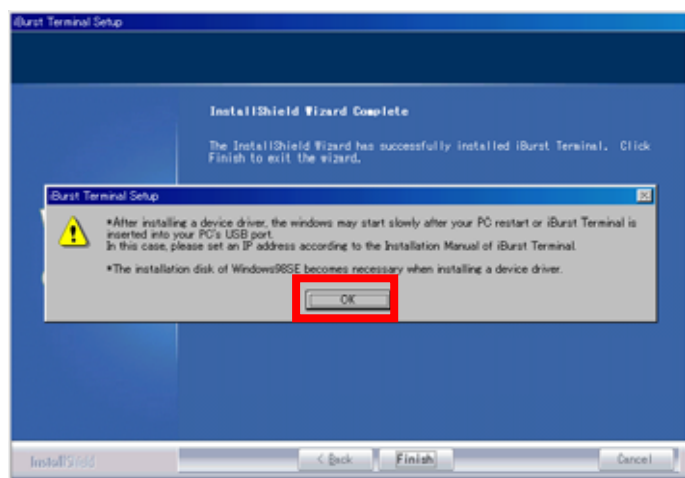 iBurst Terminal Setup
InstallShield Wizard Complete
The InstallShield Wizard has successfully installed iBurst Terminal. Click
Finish to exit the wizard.
iBurst Terminal Setup
*After installing a device driver, the windows may start slowly after your PC restart or iBurst Terminal is
inserted into your PC's USB port.
In this case, please set an IP address according to the Installation Manual of iBurst Terminal.
*The installation disk of Windows98SE becomes necessary when installing a device driver.
OK
InstallShield
< Back
Finish
Cancel